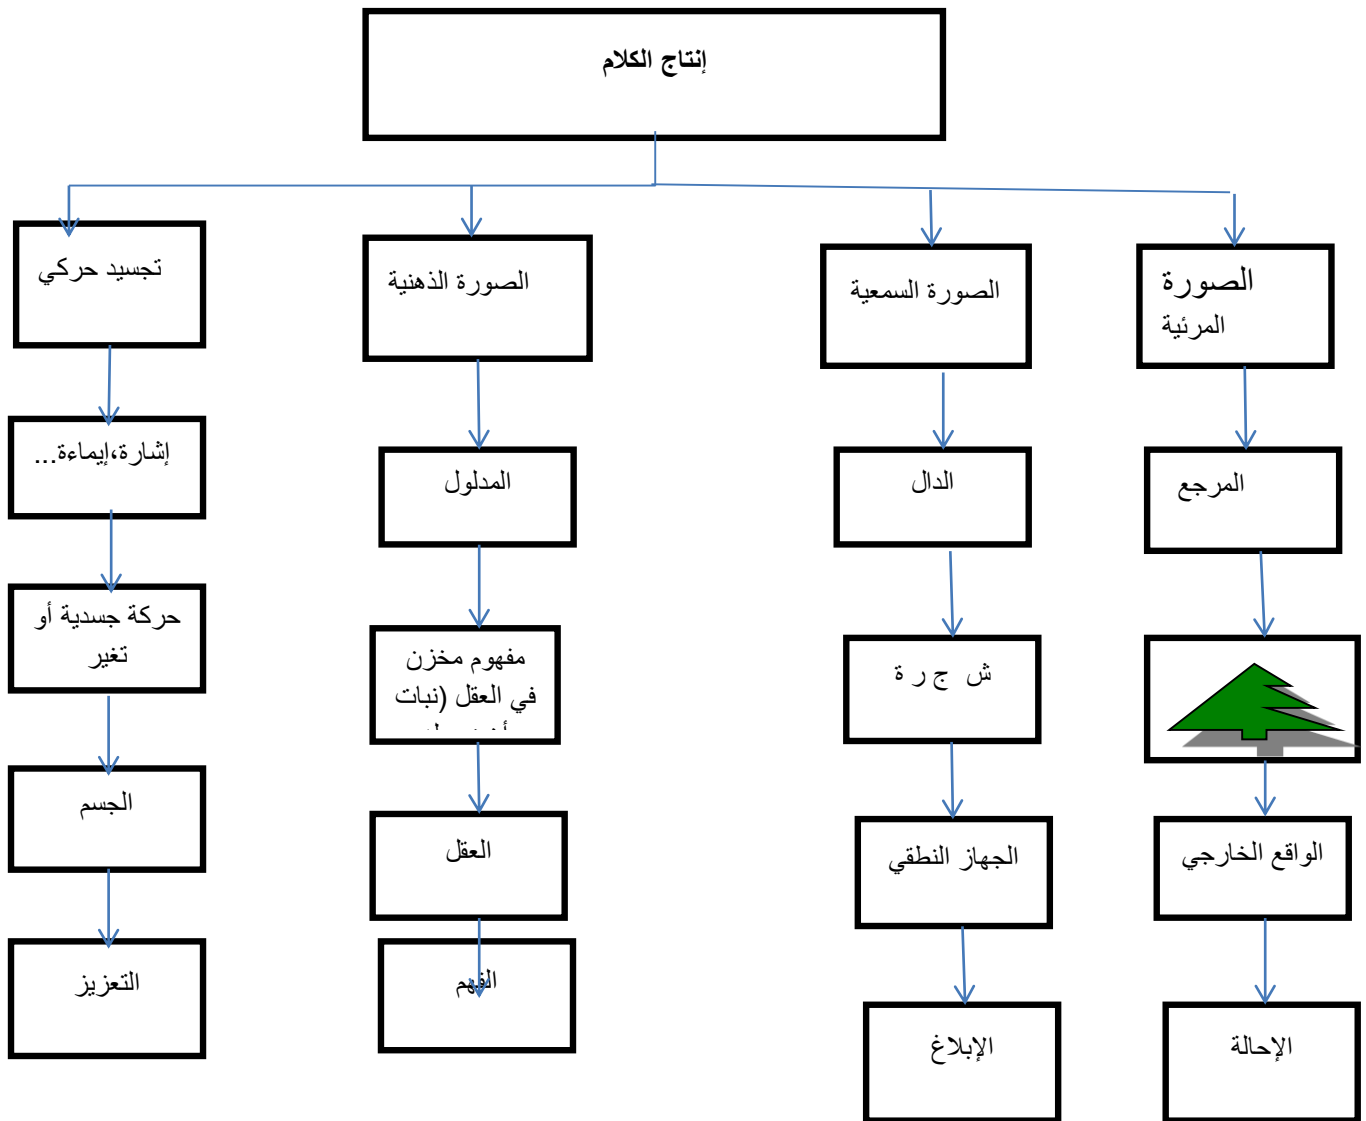 إنتاج الكلام
الصورة
المرئية
الصورة السمعية
الصورة الذهنية
تجسيد حركي
المرجع
الدال
المدلول
إشارة،إيماءة...
ش ج ر ة
مفهوم مخزن
في العقل (نبات
حركة جسدية أو
تغير
الواقع الخارجي
الجهاز النطقي
العقل
الجسم
الإحالة
الإبلاغ
الفهم
التعزيز